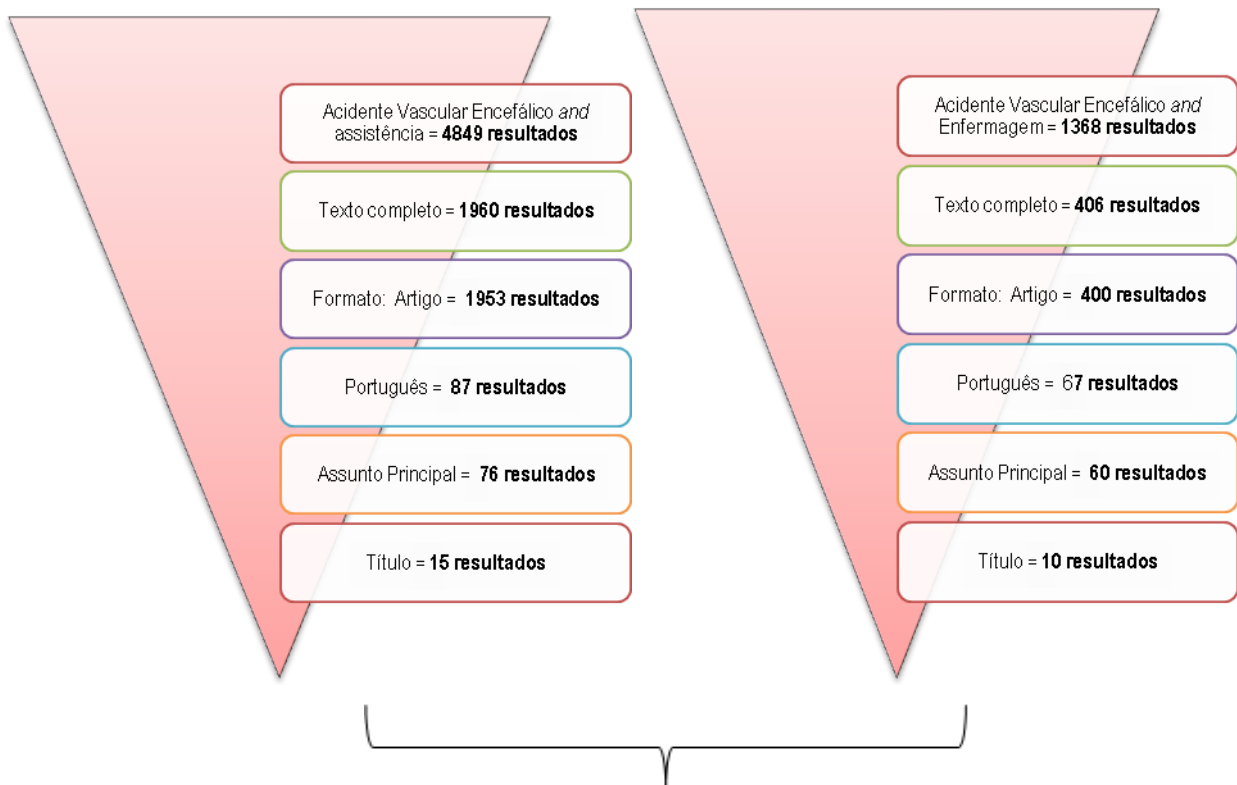 Acidente Vascular Encefálico and
assistência = 4849 resultados
Texto completo = 1960 resultados
Formato: Artigo = 1953 resultados
Português = 87 resultados
Assunto Principal = 76 resultados
Título = 15 resultados
Acidente Vascular Encefálico and
Enfermagem = 1368 resultados
Texto completo = 406 resultados
Formato: Artigo = 400 resultados
Português = 67 resultados
Assunto Principal = 60 resultados
Título = 10 resultados